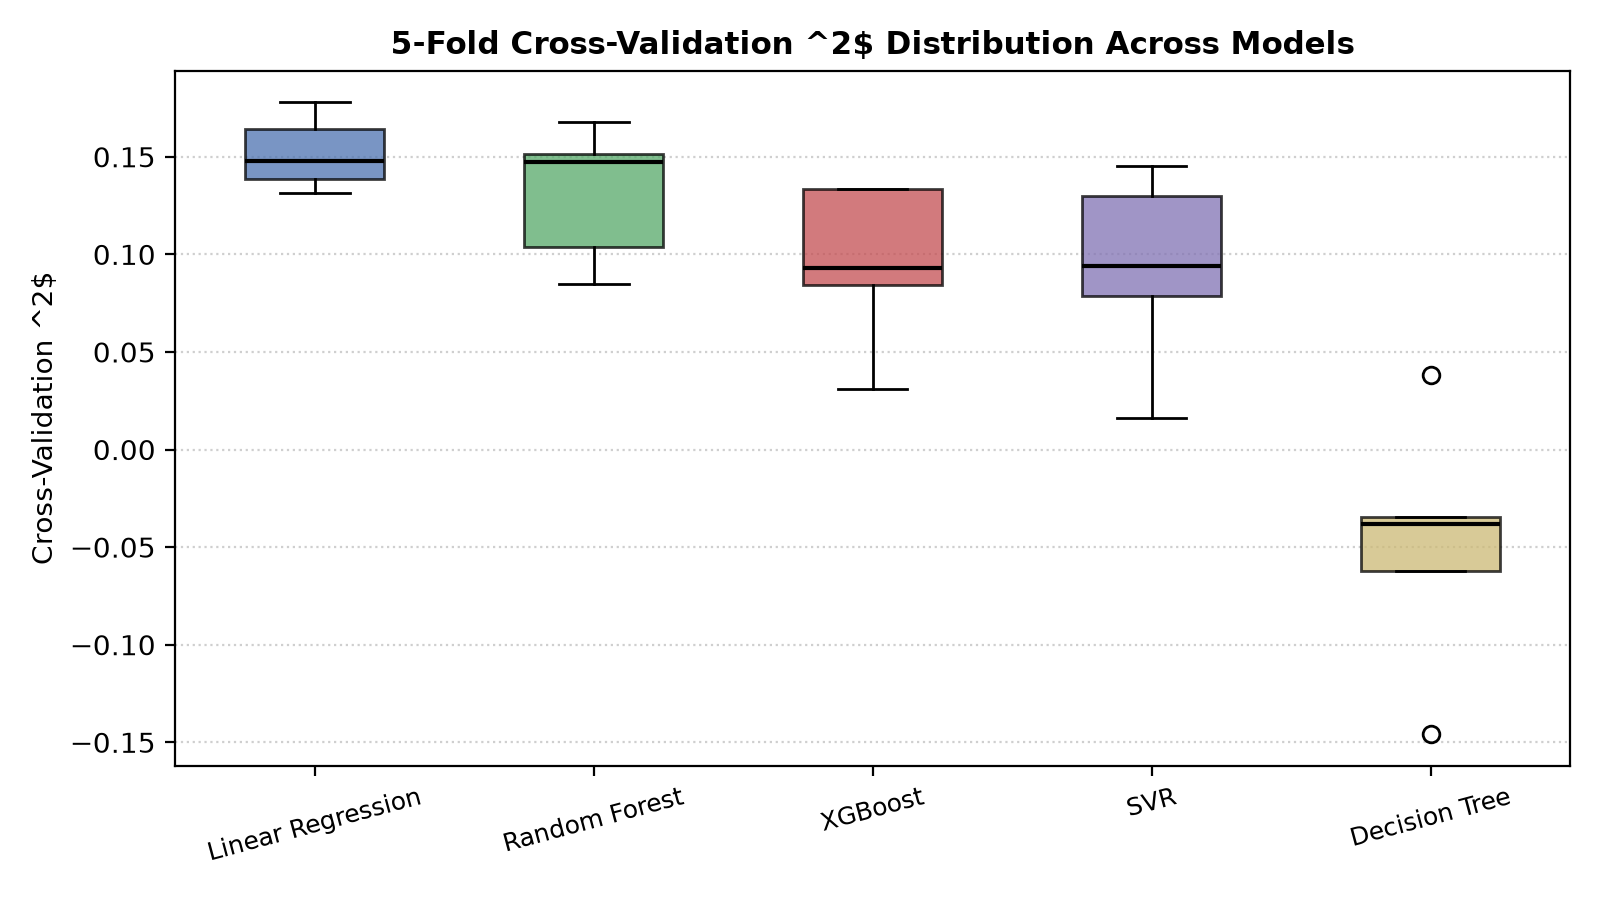 5-Fold Cross-Validation ^2$ Distribution Across Models
Cross-Validation ^2$
0.15
0.10
0.05
0.00
−0.05
−0.10
−0.15
Linear Regression
Random Forest
XGBoost
SVR
Decision Tree